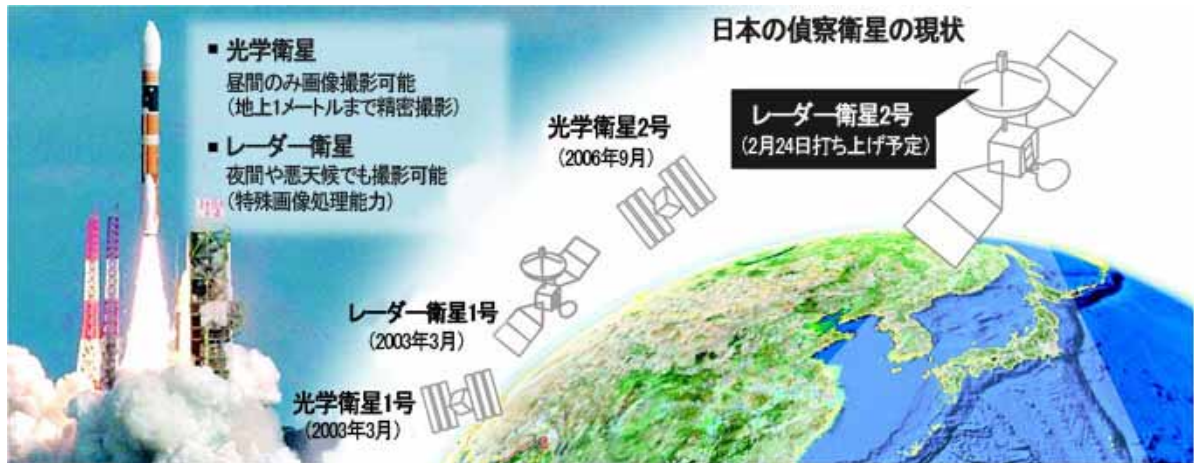 日本の偵察衛星の現状
■ 光学衛星
昼間のみ画像撮影可能
(地上1メートルまで精密撮影)
■ レーダー衛星
夜間や悪天候でも撮影可能
(特殊画像処理能力)
レーダー衛星2号
(2月24日打ち上げ予定)
光学衛星2号
(2006年9月)
レーダー衛星1号
(2003年3月)
光学衛星1号
(2003年3月)